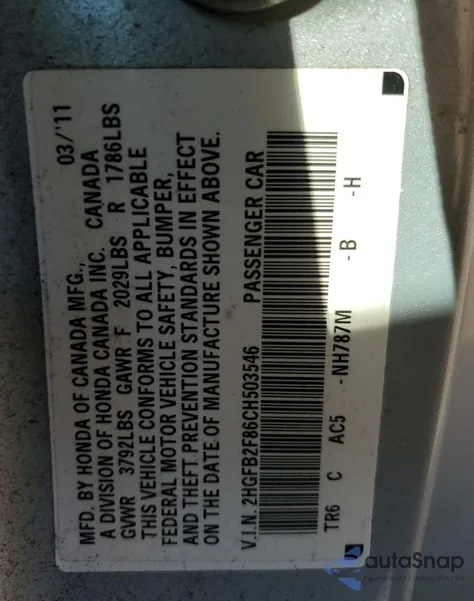 MFD. BY HONDA OF CANADA MFG., 03/'11
A DIVISION OF HONDA CANADA INC. CANADA
GVWR 3792LBS GAWR F 2029LBS R 1786LBS
THIS VEHICLE CONFORMS TO ALL APPLICABLE
FEDERAL MOTOR VEHICLE SAFETY, BUMPER,
AND THEFT PREVENTION STANDARDS IN EFFECT
ON THE DATE OF MANUFACTURE SHOWN ABOVE.
V.I.N. 2HGFB2F86CH503546 PASSENGER CAR
TR6 C AC5 -NH787M -B -H
autaSnap